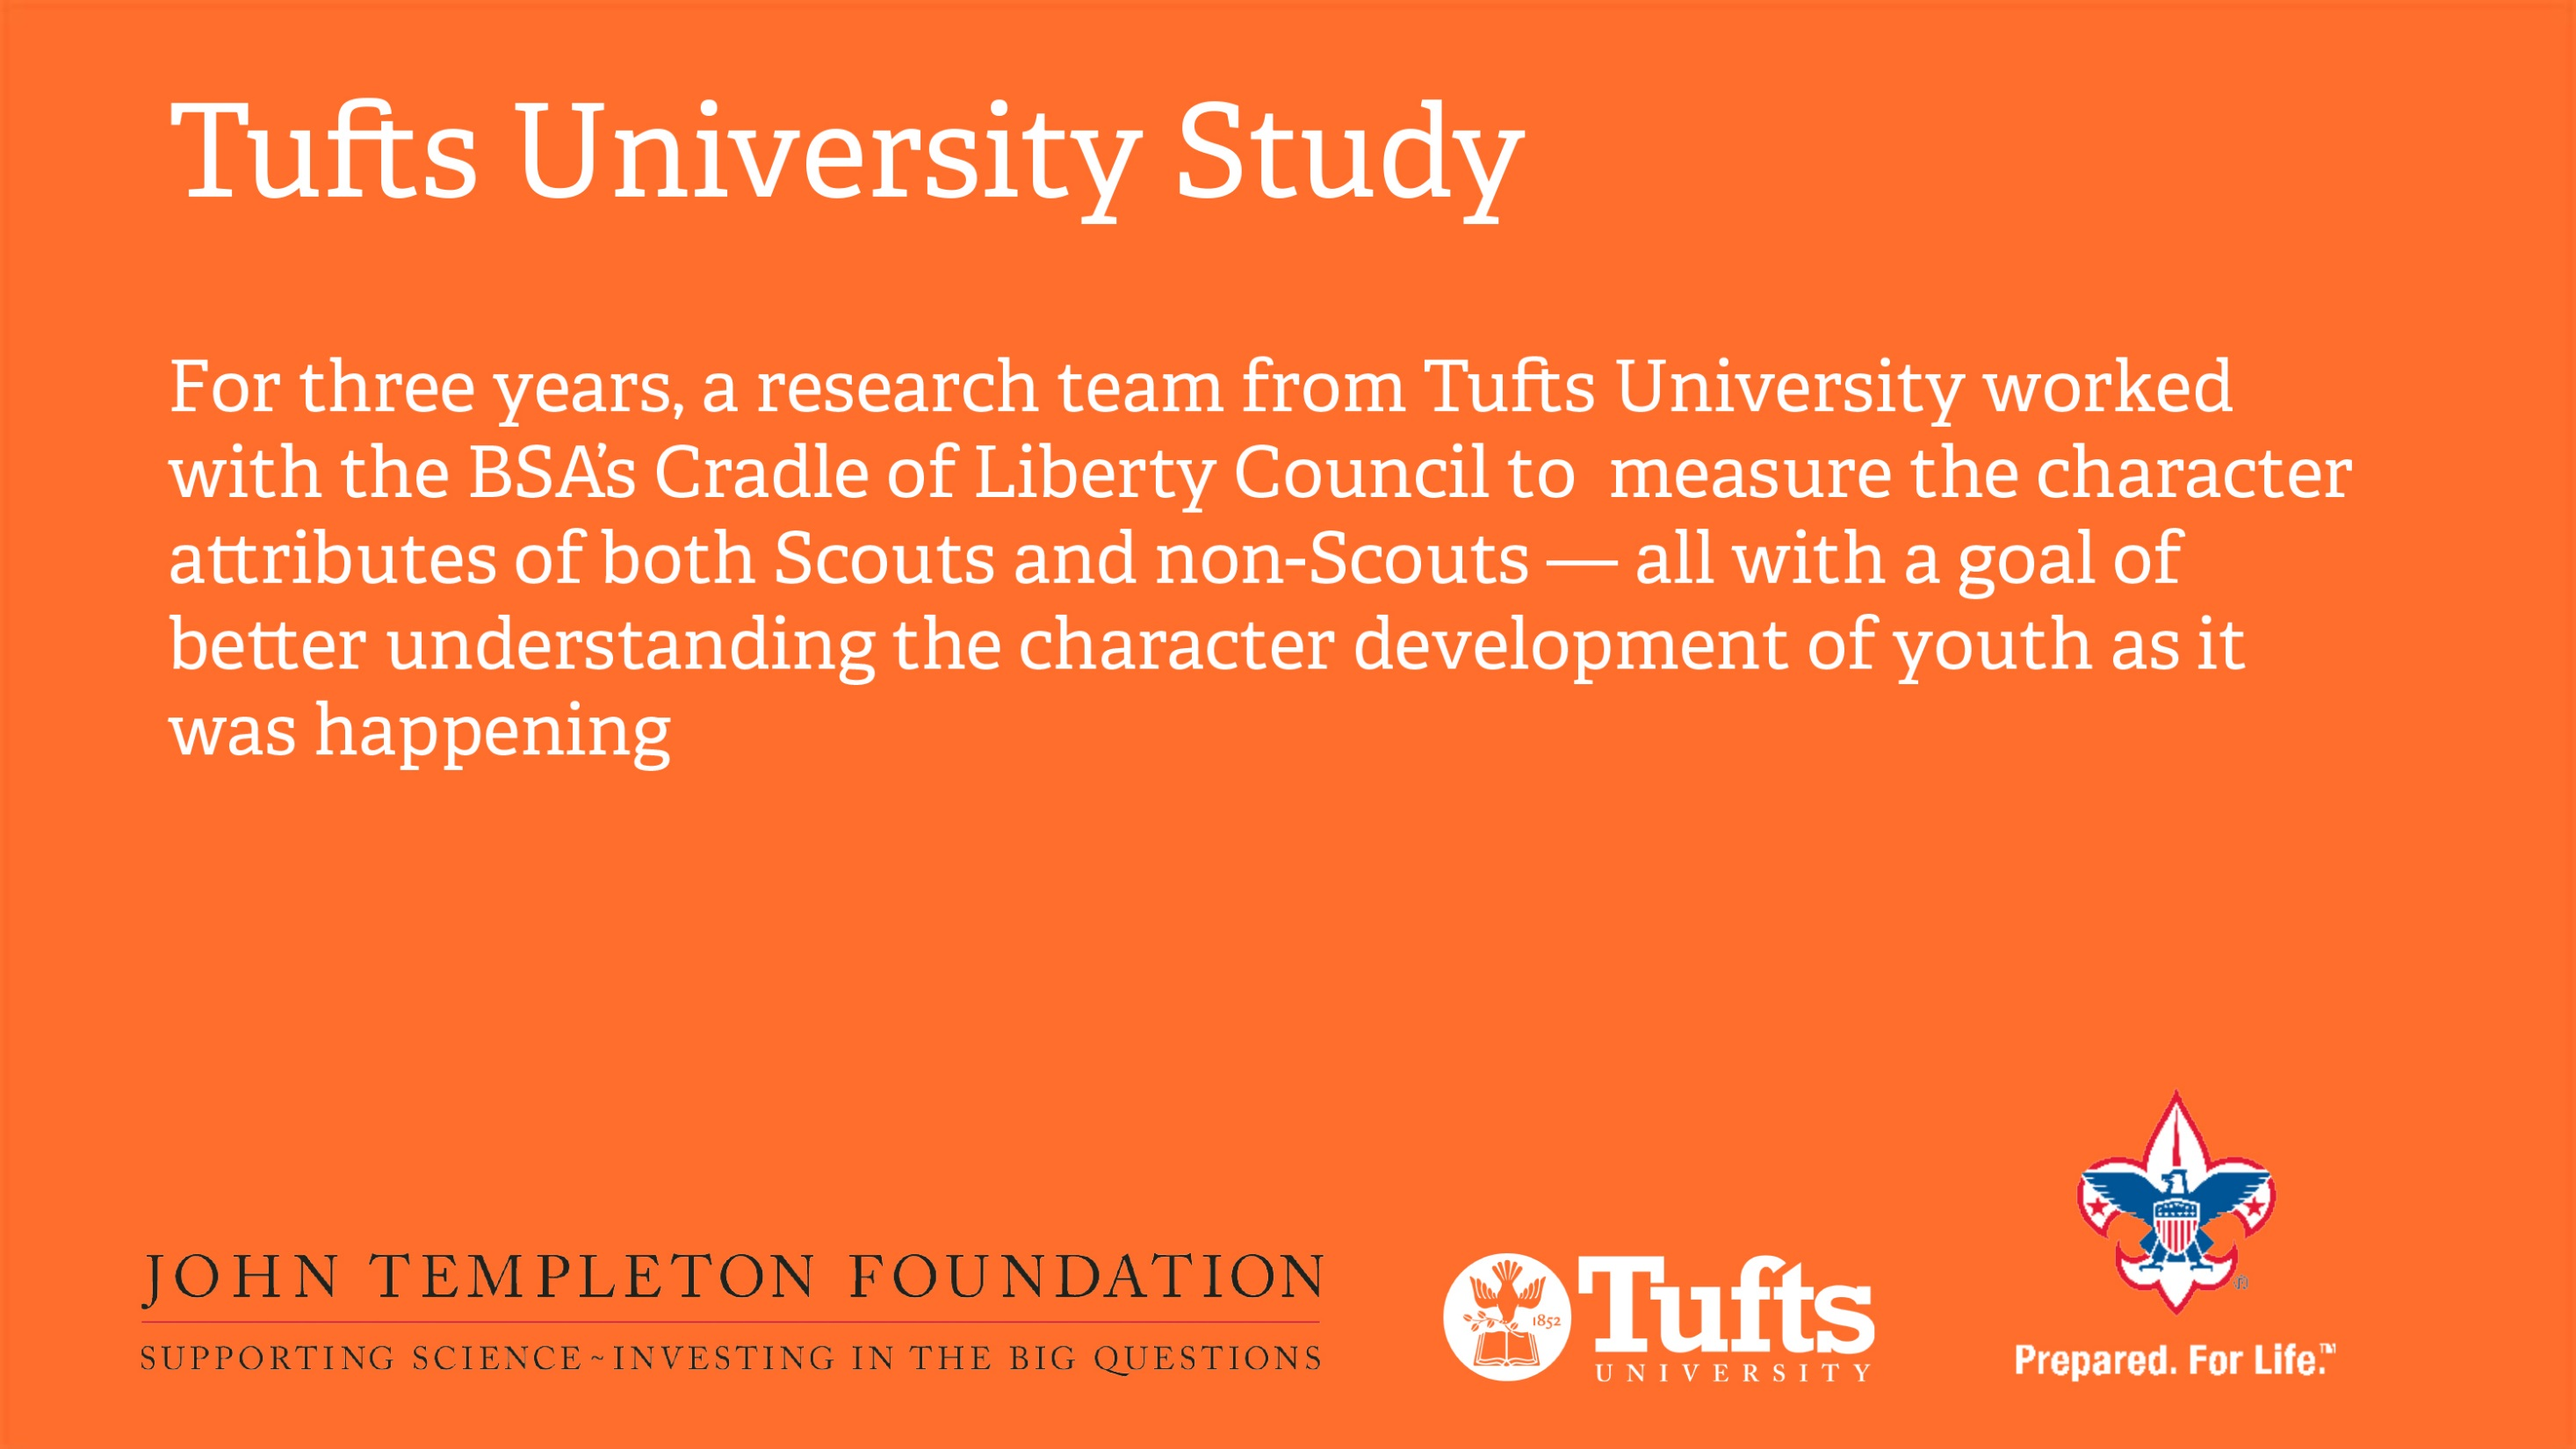 Tufts University Study
For three years, a research team from Tufts University worked
with the BSA’s Cradle of Liberty Council to  measure the character
attributes of both Scouts and non-Scouts — all with a goal of
better understanding the character development of youth as it
was happening
JOHN TEMPLETON FOUNDATION
SUPPORTING SCIENCE~INVESTING IN THE BIG QUESTIONS
1852
Tufts
UNIVERSITY
®
Prepared. For Life.™